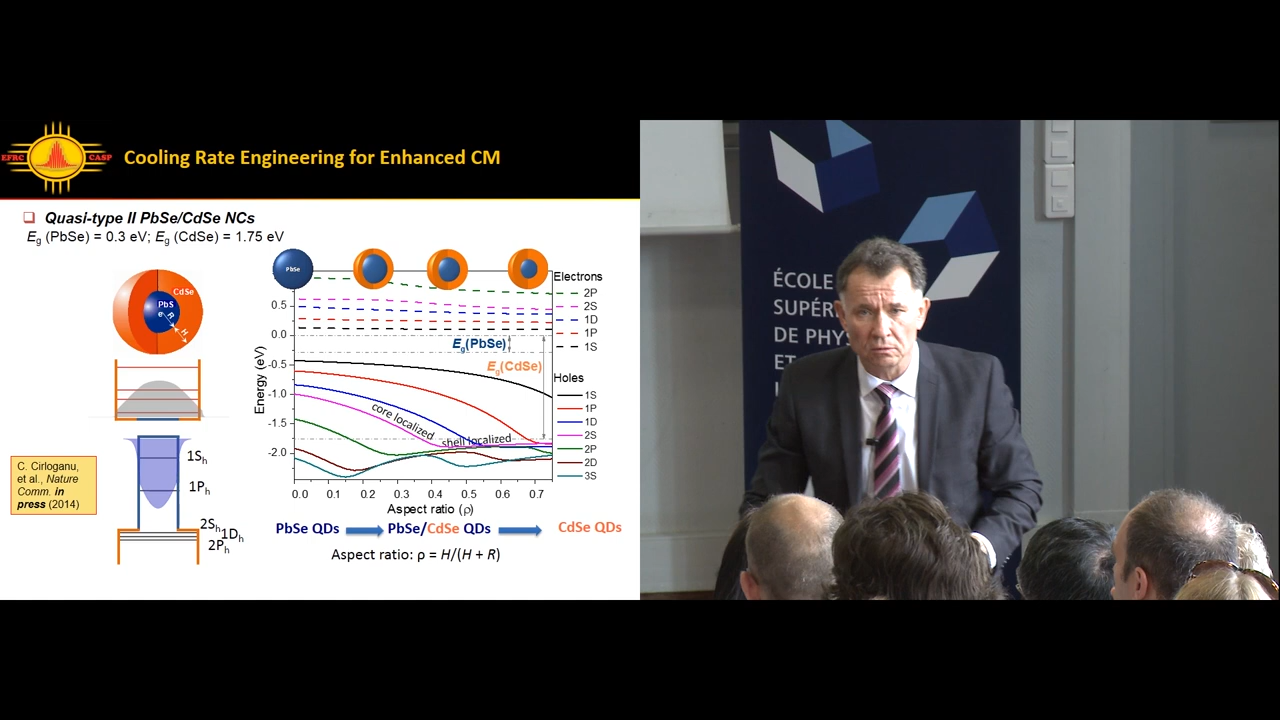 EFRC CASP
Cooling Rate Engineering for Enhanced CM
❑ Quasi-type II PbSe/CdSe NCs
Eg (PbSe) = 0.3 eV; Eg (CdSe) = 1.75 eV
CdSe
PbS
e
R
H
1Sh
1Ph
2Sh
1Dh
2Ph
C. Cirloganu,
et al., Nature
Comm. in
press (2014)
PbSe
Electrons
2P
2S
1D
1P
1S
Holes
1S
1P
1D
2S
2P
2D
3S
Energy (eV)
0.5
0.0
-0.5
-1.0
-1.5
-2.0
Eg(PbSe)
Eg(CdSe)
core localized
shell localized
0.0 0.1 0.2 0.3 0.4 0.5 0.6 0.7
Aspect ratio (ρ)
PbSe QDs PbSe/CdSe QDs CdSe QDs
Aspect ratio: ρ = H/(H + R)
ÉCOLE
SUPÉR
DE PHYS
ET